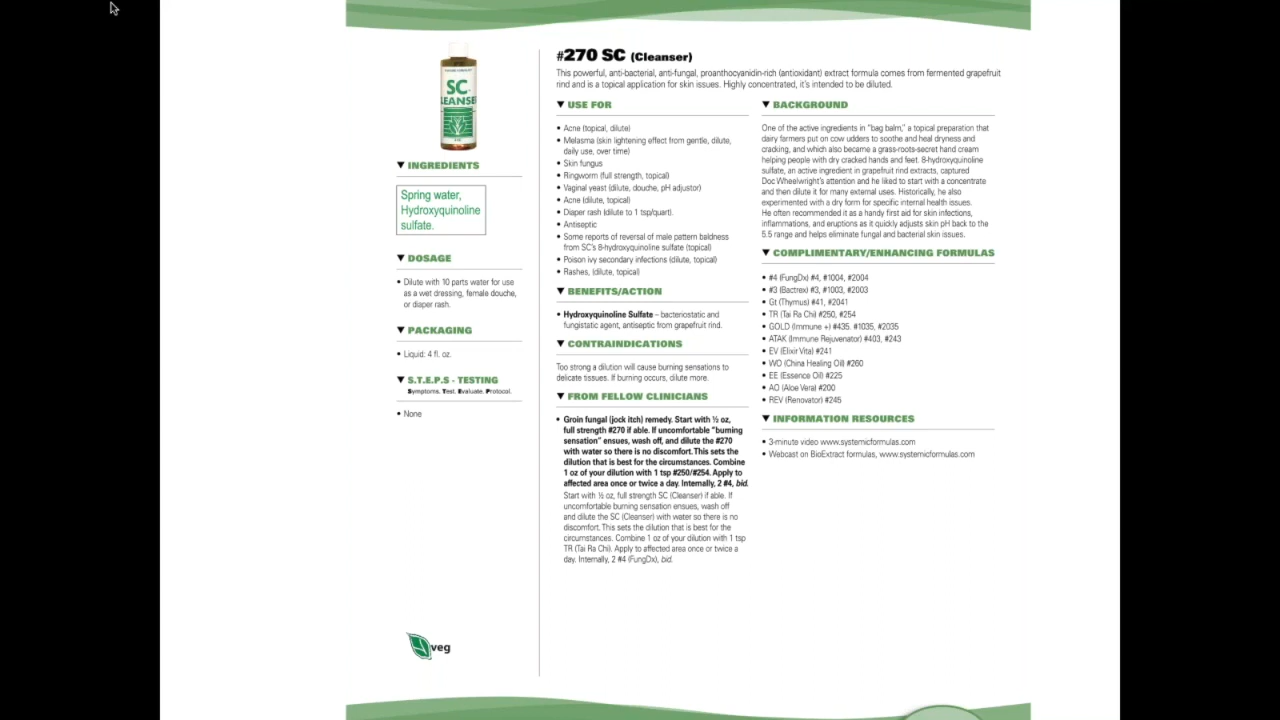 SC
CLEANSER
▼ INGREDIENTS
Spring water,
Hydroxyquinoline
sulfate.
▼ DOSAGE
• Dilute with 10 parts water for use
as a wet dressing, female douche,
or diaper rash.
▼ PACKAGING
• Liquid: 4 fl. oz.
▼ S.T.E.P.S - TESTING
Symptoms. Test. Evaluate. Protocal.
• None
veg
#270 SC (Cleanser)
This powerful, anti-bacterial, anti-fungal, proanthocyanidin-rich (antioxidant) extract formula comes from fermented grapefruit
rind and is a topical application for skin issues. Highly concentrated, it's intended to be diluted.
▼ USE FOR
• Acne (topical, dilute)
• Melasma (skin lightening effect from gentle, dilute,
daily use, over time)
• Skin fungus
• Ringworm (full strength, topical)
• Vaginal yeast (dilute, douche, pH adjustor)
• Acne (dilute, topical)
• Diaper rash (dilute to 1 tsp/quart).
• Antiseptic
• Some reports of reversal of male pattern baldness
from SC's 8-hydroxyquinoline sulfate (topical)
• Poison ivy secondary infections (dilute, topical)
• Rashes, (dilute, topical)
▼ BENEFITS/ACTION
• Hydroxyquinoline Sulfate – bacteriostatic and
fungistatic agent, antiseptic from grapefruit rind.
▼ CONTRAINDICATIONS
Too strong a dilution will cause burning sensations to
delicate tissues. If burning occurs, dilute more.
▼ FROM FELLOW CLINICIANS
• Groin fungal (jock itch) remedy. Start with ½ oz,
full strength #270 if able. If uncomfortable "burning
sensation" ensues, wash off, and dilute the #270
with water so there is no discomfort. This sets the
dilution that is best for the circumstances. Combine
1 oz of your dilution with 1 tsp #250/#254. Apply to
affected area once or twice a day. Internally, 2 #4, bid.
Start with ½ oz, full strength SC (Cleanser) if able. If
uncomfortable burning sensation ensues, wash off
and dilute the SC (Cleanser) with water so there is no
discomfort. This sets the dilution that is best for the
circumstances. Combine 1 oz of your dilution with 1 tsp
TR (Tai Ra Chi). Apply to affected area once or twice a
day. Internally, 2 #4 (FungDx), bid.
▼ BACKGROUND
One of the active ingredients in "bag balm," a topical preparation that
dairy farmers put on cow udders to soothe and heal dryness and
cracking, and which also became a grass-roots-secret hand cream
helping people with dry cracked hands and feet. 8-hydroxyquinoline
sulfate, an active ingredient in grapefruit rind extracts, captured
Doc Wheelwright's attention and he liked to start with a concentrate
and then dilute it for many external uses. Historically, he also
experimented with a dry form for specific internal health issues.
He often recommended it as a handy first aid for skin infections,
inflammations, and eruptions as it quickly adjusts skin pH back to the
5.5 range and helps eliminate fungal and bacterial skin issues.
▼ COMPLIMENTARY/ENHANCING FORMULAS
• #4 (FungDx) #4, #1004, #2004
• #3 (Bactrex) #3, #1003, #2003
• Gt (Thymus) #41, #2041
• TR (Tai Ra Chi) #250, #254
• GOLD (Immune +) #435. #1035, #2035
• ATAK (Immune Rejuvenator) #403, #243
• EV (Elixir Vita) #241
• WO (China Healing Oil) #260
• EE (Essence Oil) #225
• AO (Aloe Vera) #200
• REV (Renovator) #245
▼ INFORMATION RESOURCES
• 3-minute video www.systemicformulas.com
• Webcast on BioExtract formulas, www.systemicformulas.com